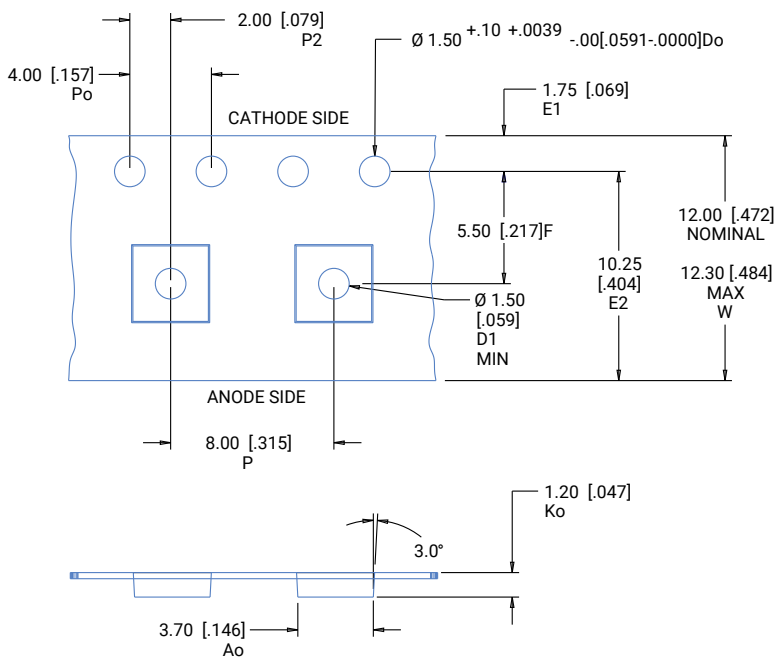 2.00 [.079]
P2
Ø 1.50 +.10 +.0039 -.00[.0591-.0000]Do
4.00 [.157]
Po
1.75 [.069]
E1
CATHODE SIDE
12.00 [.472]
NOMINAL
12.30 [.484]
MAX
W
5.50 [.217]F
10.25
[.404]
E2
Ø 1.50
[.059]
D1
MIN
ANODE SIDE
8.00 [.315]
P
1.20 [.047]
Ko
3.0°
3.70 [.146]
Ao